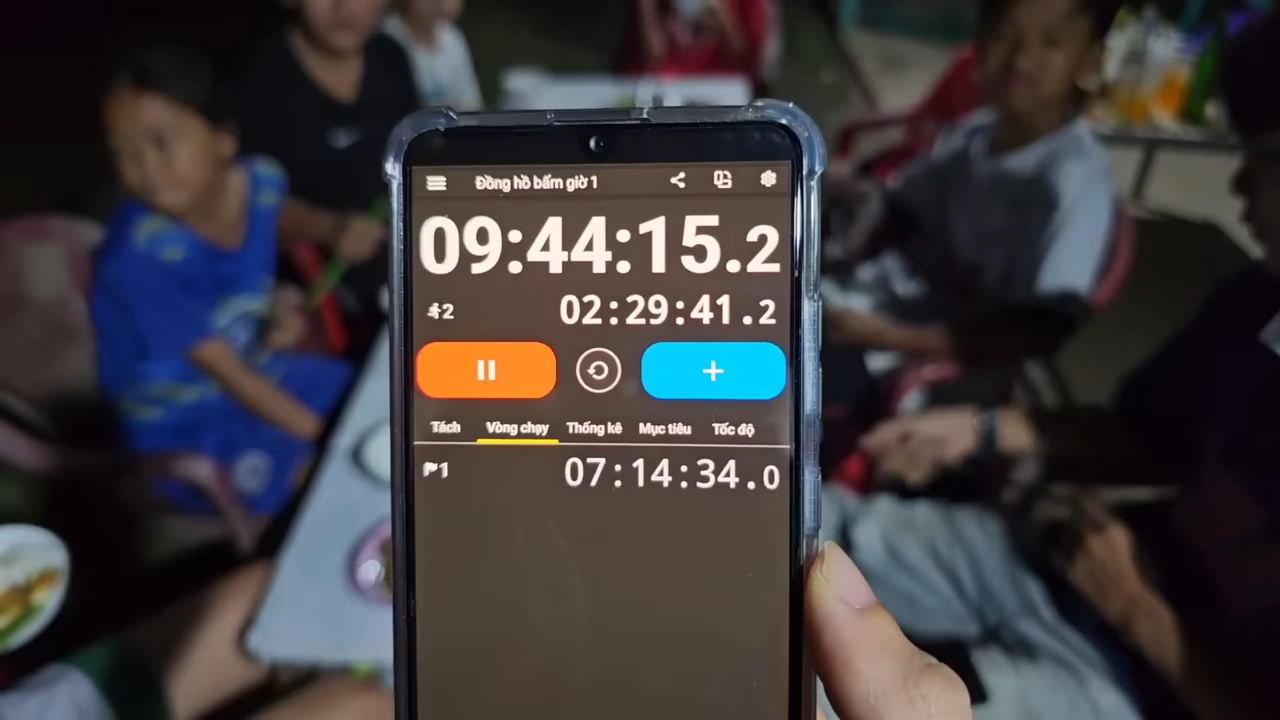 Đồng hồ bấm giờ 1
09:44:15.2
2 02:29:41.2
Tách Vòng chạy Thống kê Mục tiêu Tốc độ
1 07:14:34.0